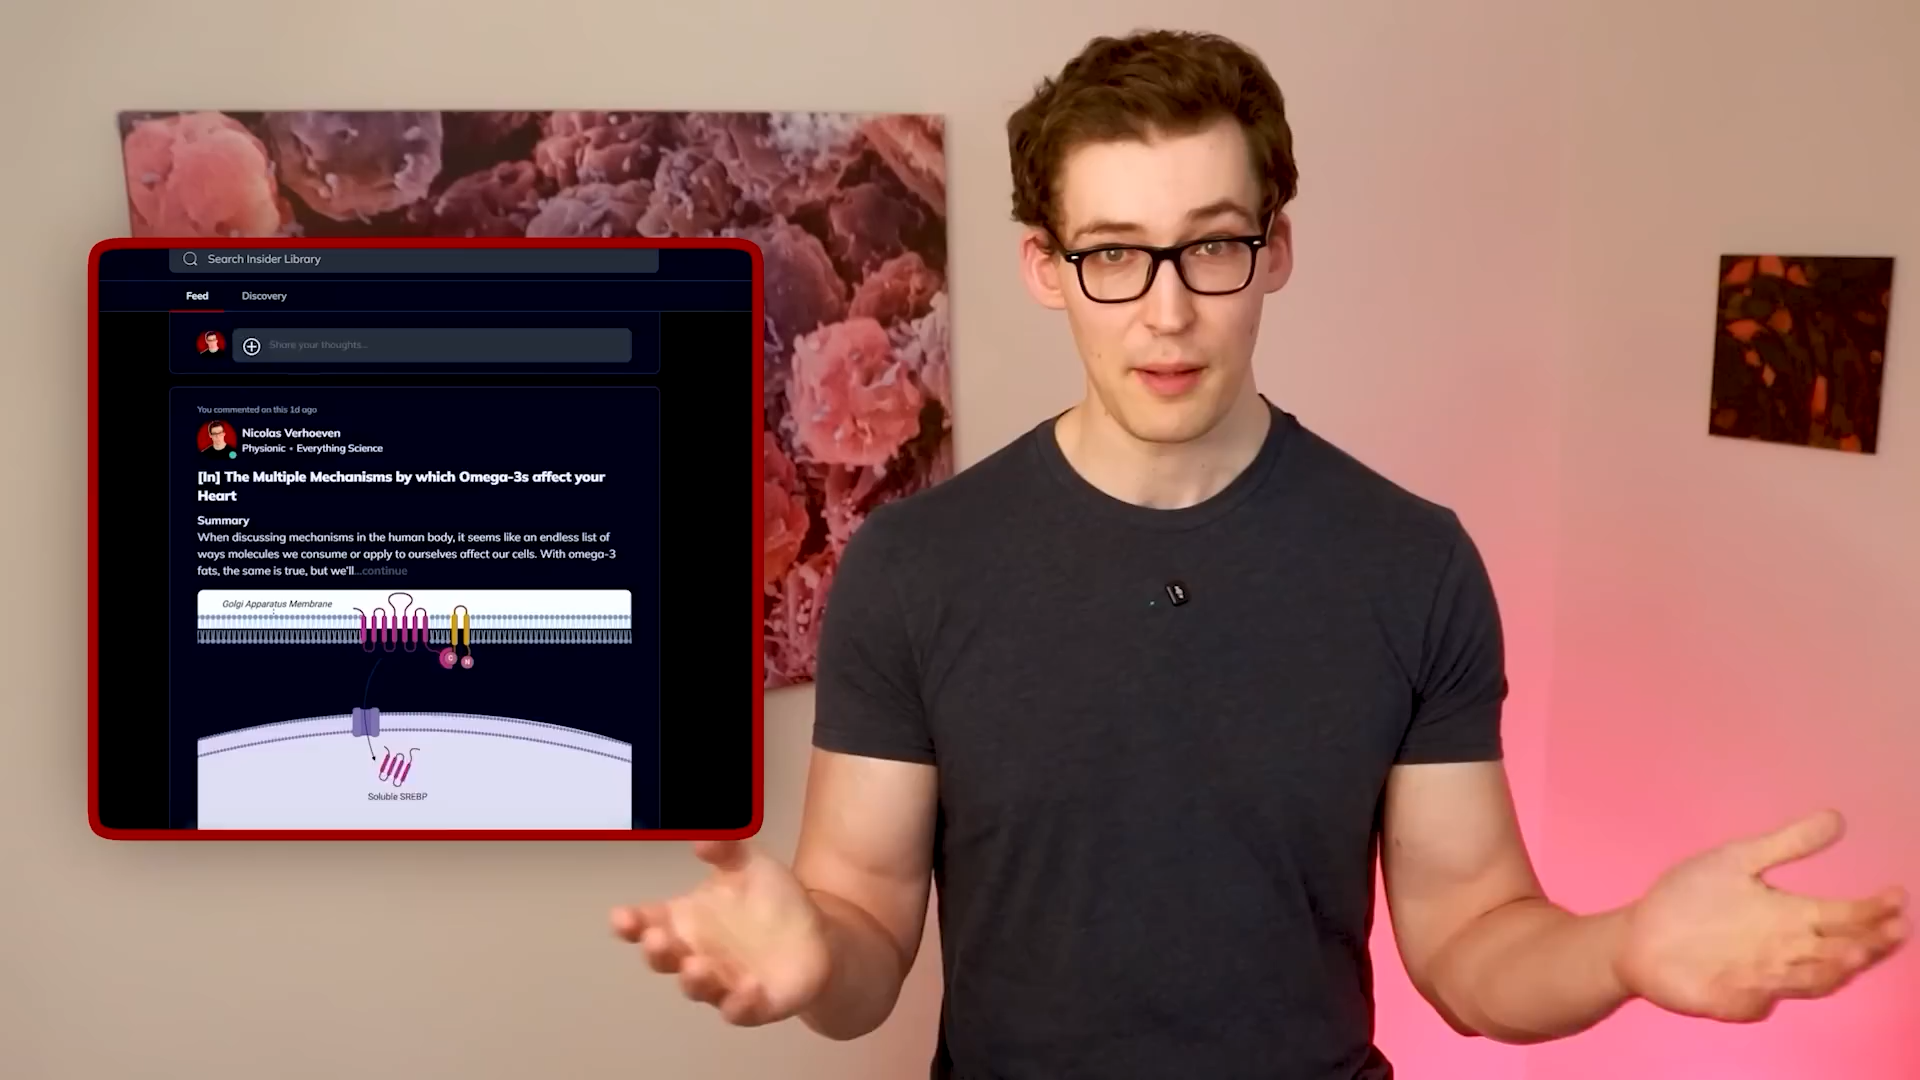 Search Insider Library
Feed
Discovery
Share your thoughts...
You commented on this 1d ago
Nicolas Verhoeven
Physionic • Everything Science
[In] The Multiple Mechanisms by which Omega-3s affect your
Heart
Summary
When discussing mechanisms in the human body, it seems like an endless list of
ways molecules we consume or apply to ourselves affect our cells. With omega-3
fats, the same is true, but we'll...continue
Golgi Apparatus Membrane
C
N
Soluble SREBP